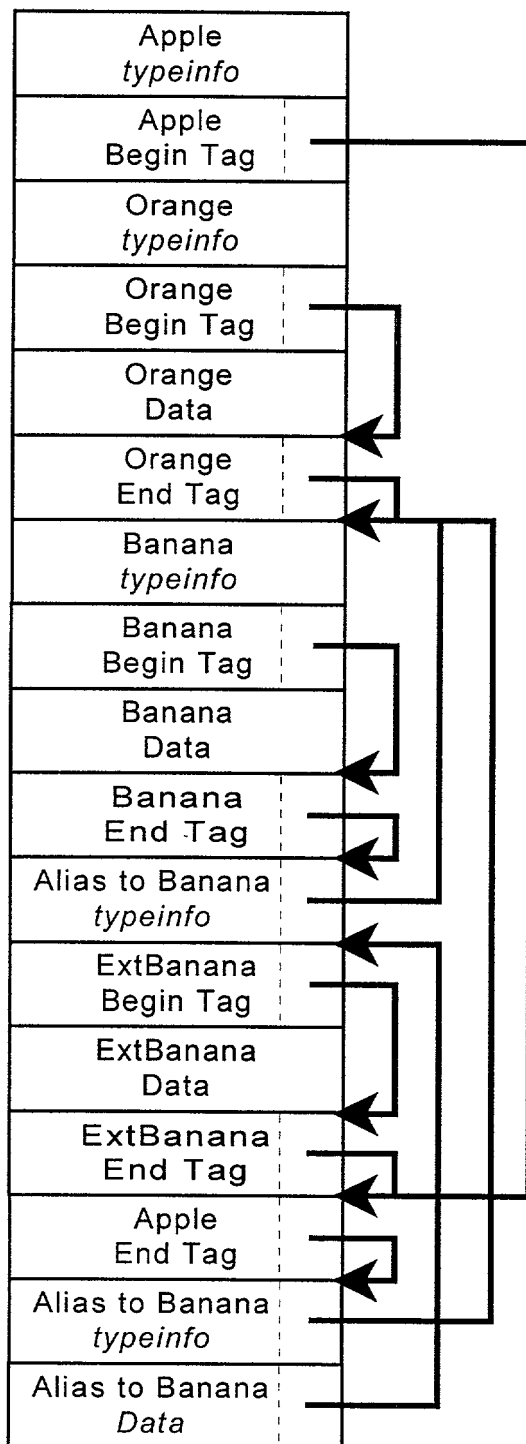 Apple
typeinfo
Apple
Begin Tag
Orange
typeinfo
Orange
Begin Tag
Orange
Data
Orange
End Tag
Banana
typeinfo
Banana
Begin Tag
Banana
Data
Banana
End Tag
Alias to Banana
typeinfo
ExtBanana
Begin Tag
ExtBanana
Data
ExtBanana
End Tag
Apple
End Tag
Alias to Banana
typeinfo
Alias to Banana
Data